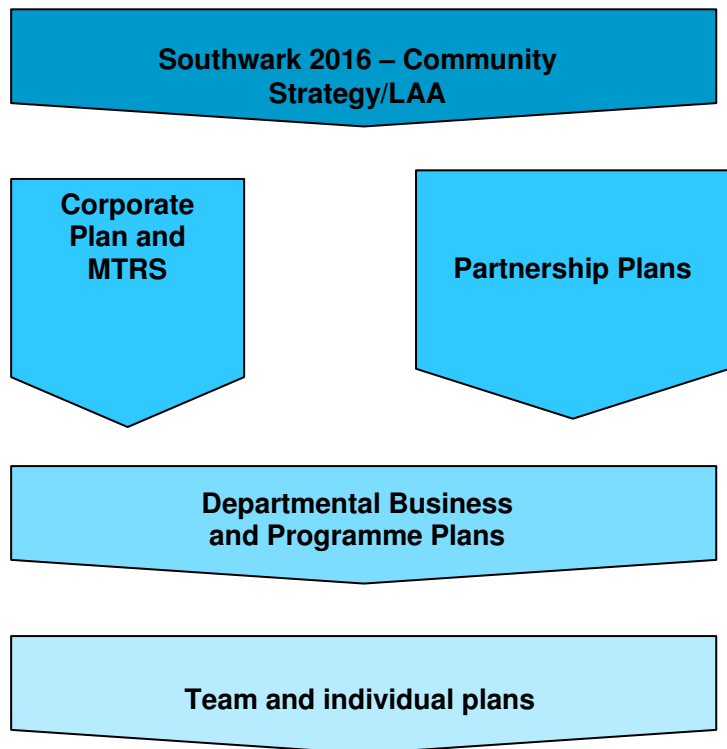 Southwark 2016 – Community
Strategy/LAA
Corporate
Plan and
MTRS
Partnership Plans
Departmental Business
and Programme Plans
Team and individual plans